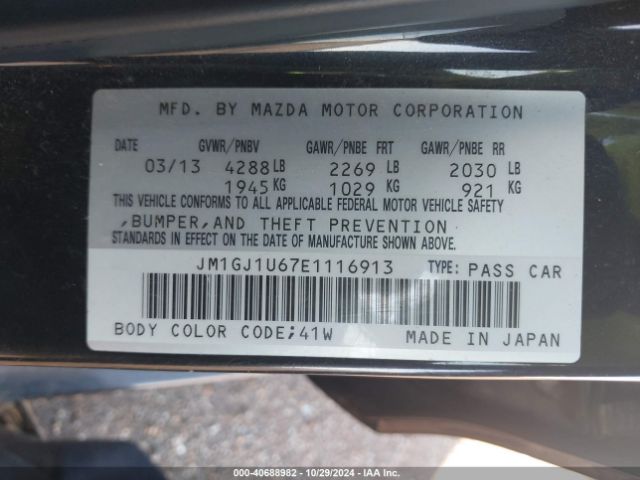 MFD. BY MAZDA MOTOR CORPORATION
DATE GVWR/PNBV GAWR/PNBE FRT GAWR/PNBE RR
03/13 4288 LB 2269 LB 2030 LB
1945 KG 1029 KG 921 KG
THIS VEHICLE CONFORMS TO ALL APPLICABLE FEDERAL MOTOR VEHICLE SAFETY
,BUMPER,AND THEFT PREVENTION
STANDARDS IN EFFECT ON THE DATE OF MANUFACTURE SHOWN ABOVE.
JM1GJ1U67E1116913 TYPE: PASS CAR
BODY COLOR CODE;41W MADE IN JAPAN
000-40688982 - 10/29/2024 - IAA Inc.